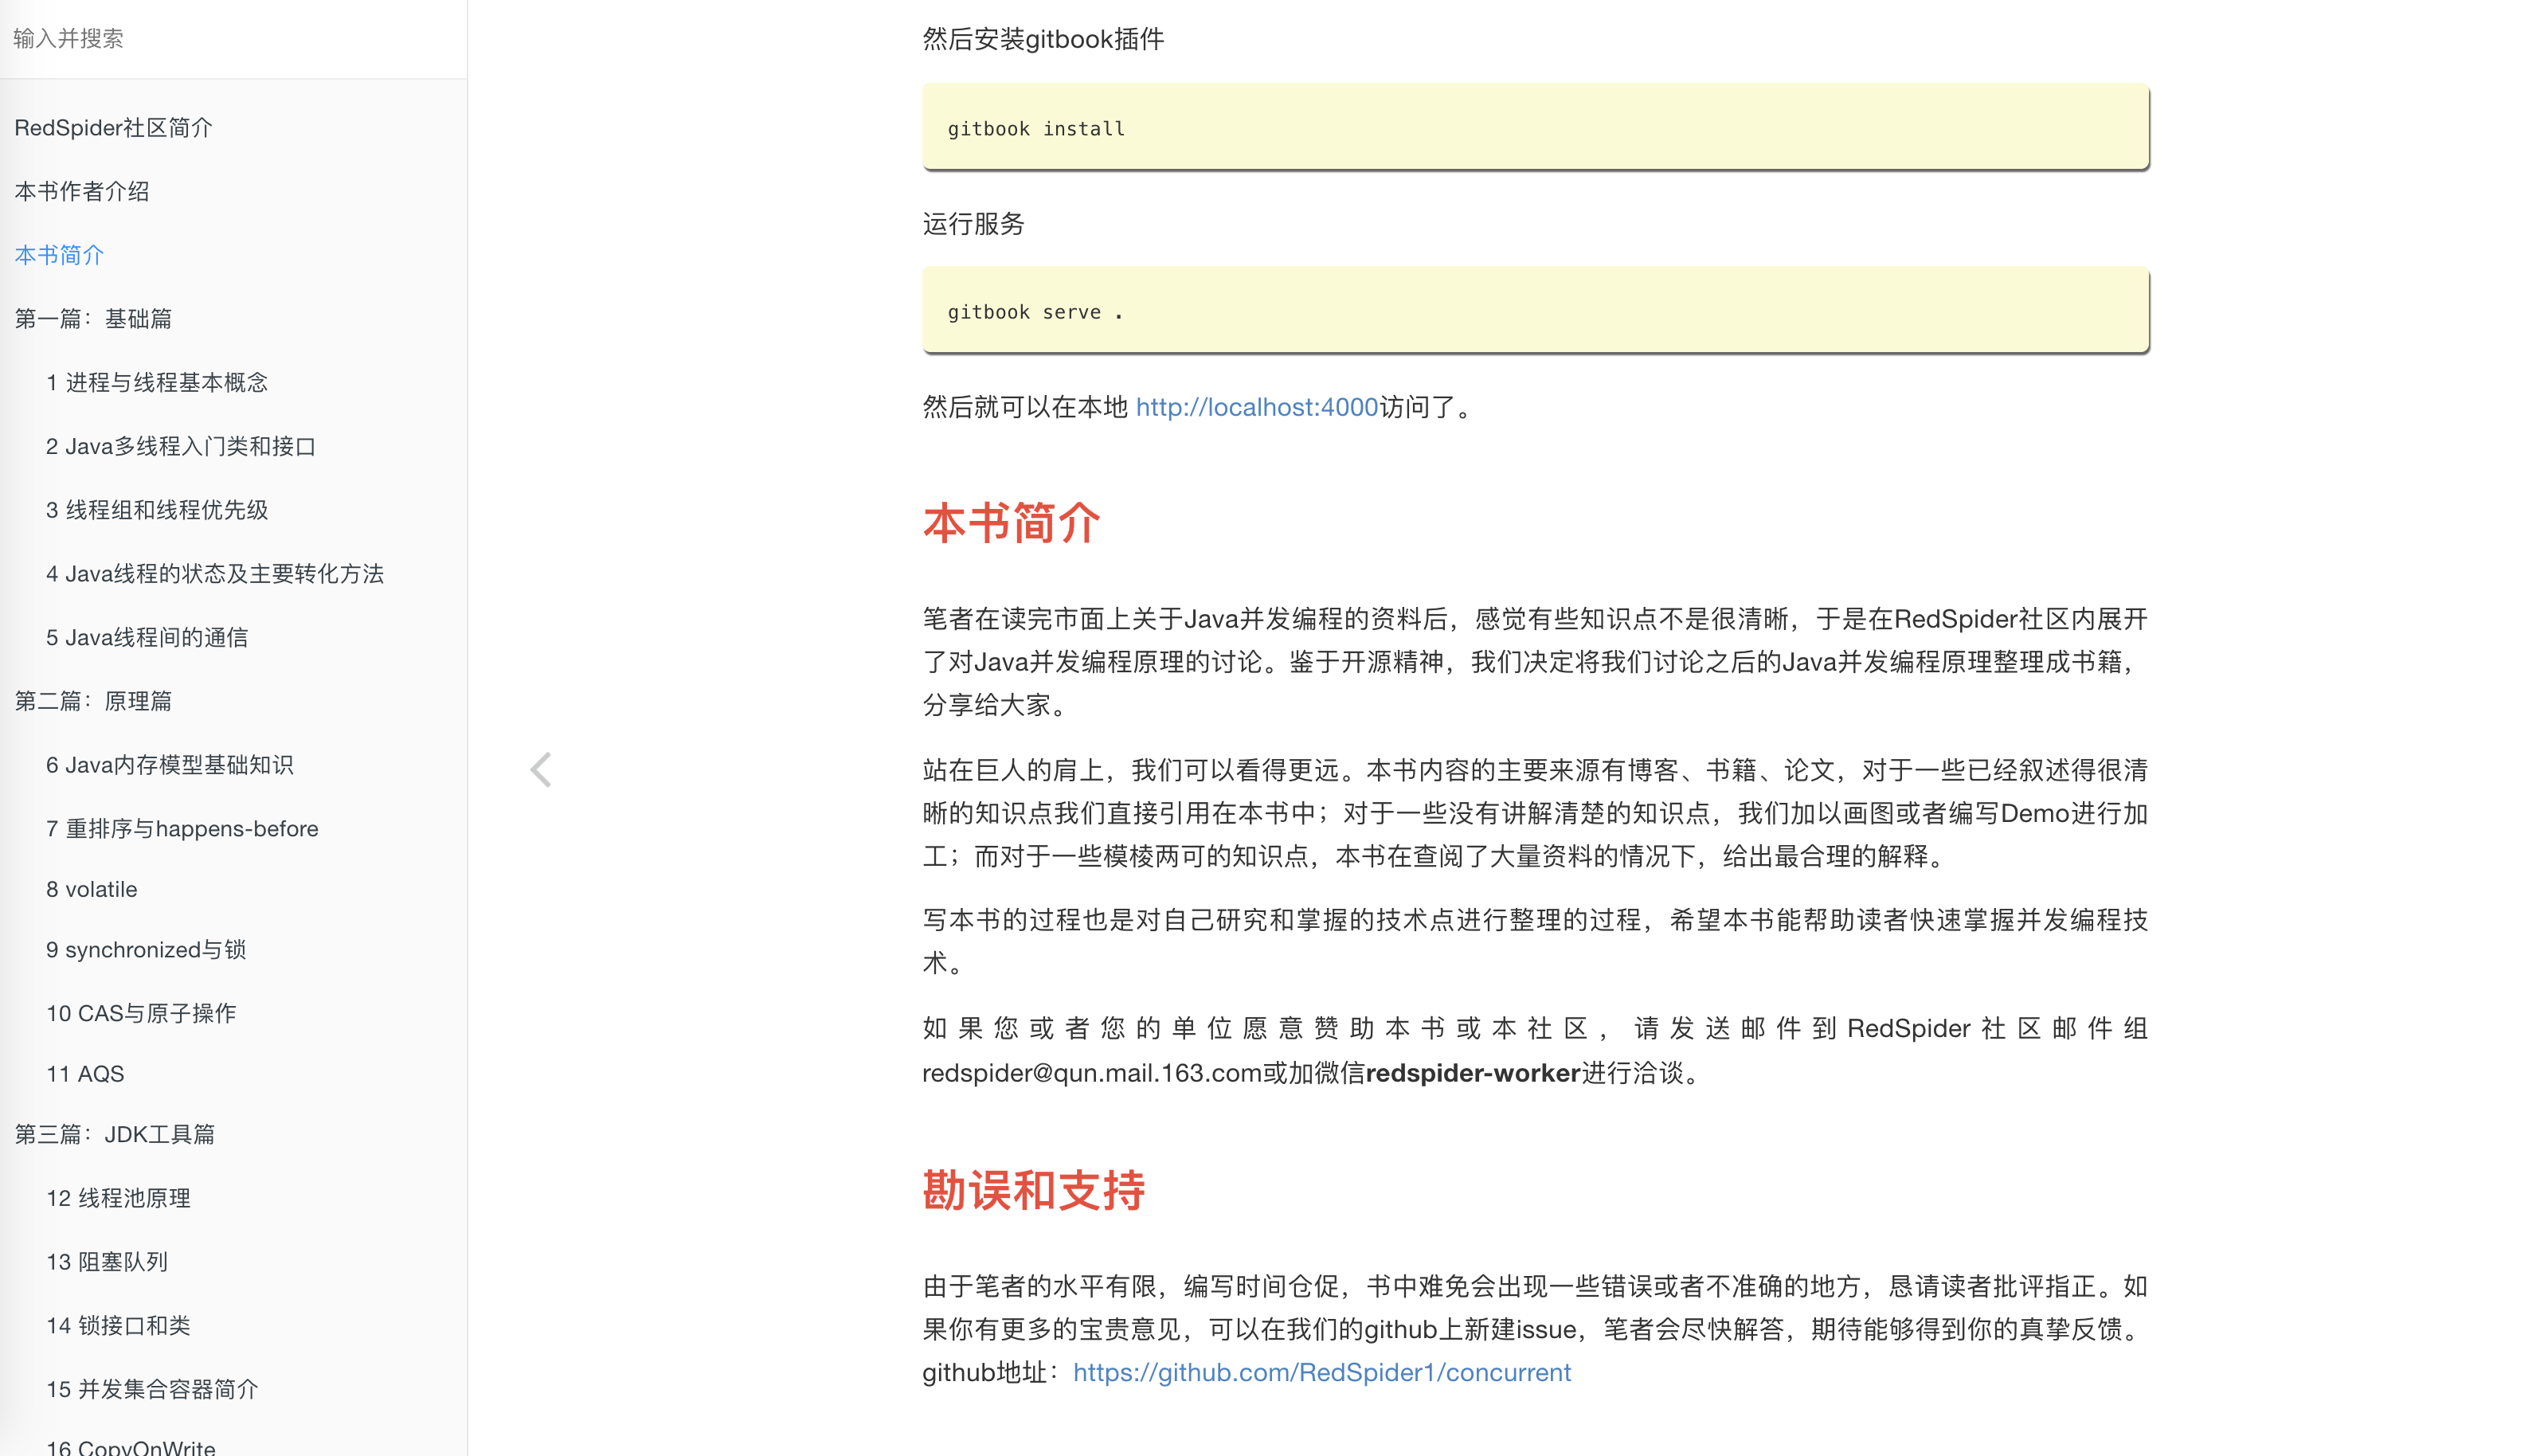 输入并搜索
RedSpider社区简介
本书作者介绍
本书简介
第一篇：基础篇
1 进程与线程基本概念
2 Java多线程入门类和接口
3 线程组和线程优先级
4 Java线程的状态及主要转化方法
5 Java线程间的通信
第二篇：原理篇
6 Java内存模型基础知识
7 重排序与happens-before
8 volatile
9 synchronized与锁
10 CAS与原子操作
11 AQS
第三篇：JDK工具篇
12 线程池原理
13 阻塞队列
14 锁接口和类
15 并发集合容器简介
16 CopyOnWrite
然后安装gitbook插件
gitbook install
运行服务
gitbook serve .
然后就可以在本地 http://localhost:4000访问了。
本书简介
笔者在读完市面上关于Java并发编程的资料后，感觉有些知识点不是很清晰，于是在RedSpider社区内展开
了对Java并发编程原理的讨论。鉴于开源精神，我们决定将我们讨论之后的Java并发编程原理整理成书籍，
分享给大家。
站在巨人的肩上，我们可以看得更远。本书内容的主要来源有博客、书籍、论文，对于一些已经叙述得很清
晰的知识点我们直接引用在本书中；对于一些没有讲解清楚的知识点，我们加以画图或者编写Demo进行加
工；而对于一些模棱两可的知识点，本书在查阅了大量资料的情况下，给出最合理的解释。
写本书的过程也是对自己研究和掌握的技术点进行整理的过程，希望本书能帮助读者快速掌握并发编程技
术。
如果您或者您的单位愿意赞助本书或本社区，请发送邮件到RedSpider社区邮件组
redspider@qun.mail.163.com或加微信redspider-worker进行洽谈。
勘误和支持
由于笔者的水平有限，编写时间仓促，书中难免会出现一些错误或者不准确的地方，恳请读者批评指正。如
果你有更多的宝贵意见，可以在我们的github上新建issue，笔者会尽快解答，期待能够得到你的真挚反馈。
github地址：https://github.com/RedSpider1/concurrent